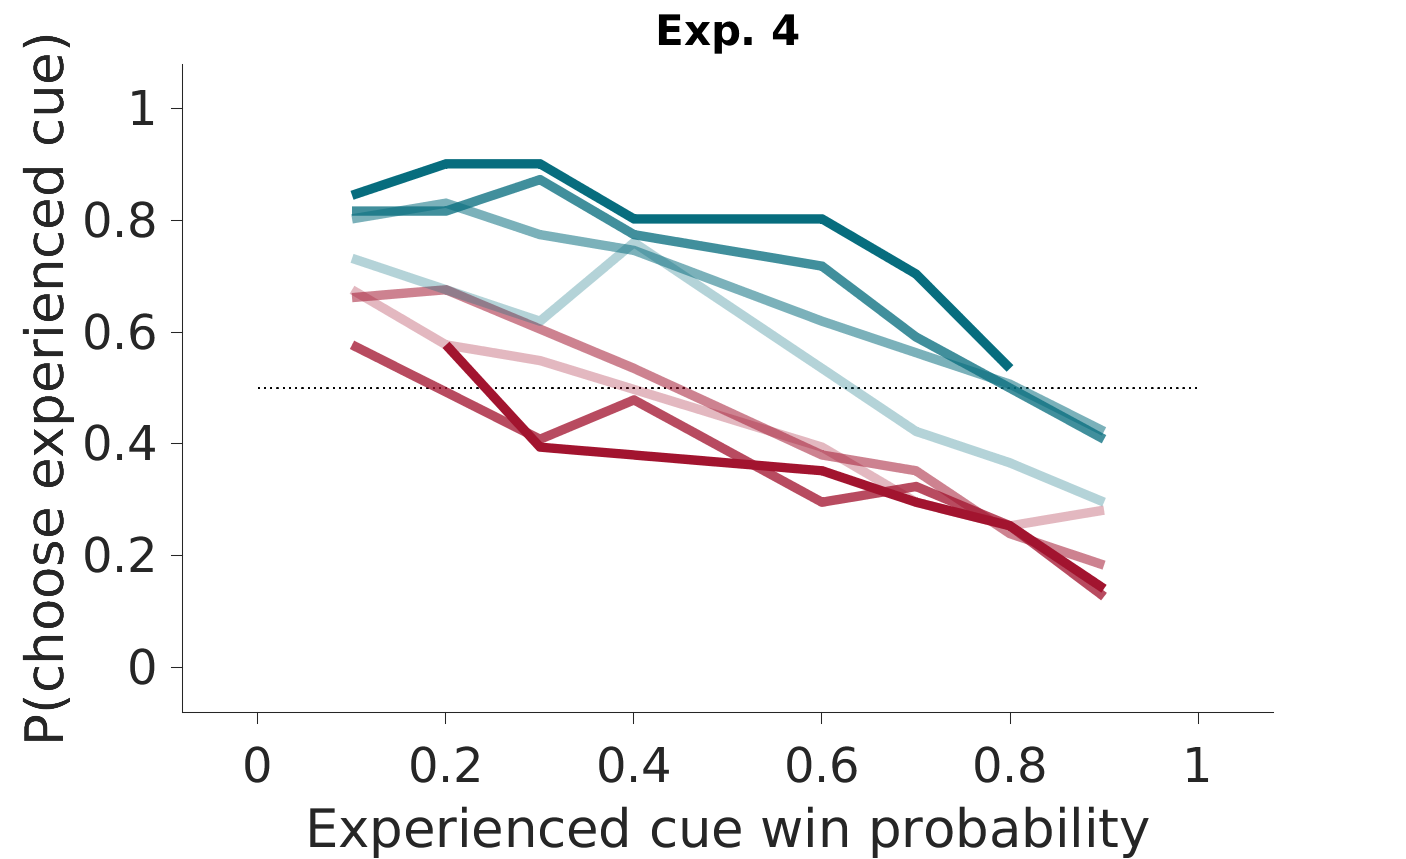 Exp. 4
P(choose experienced cue)
1
0.8
0.6
0.4
0.2
0
0 0.2 0.4 0.6 0.8 1
Experienced cue win probability